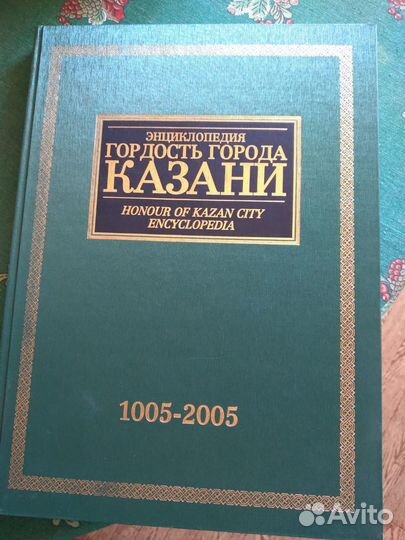 ЭНЦИКЛОПЕДИЯ
ГОРДОСТЬ ГОРОДА
КАЗАНИ
HONOUR OF KAZAN CITY
ENCYCLOPEDIA
1005-2005
Avito